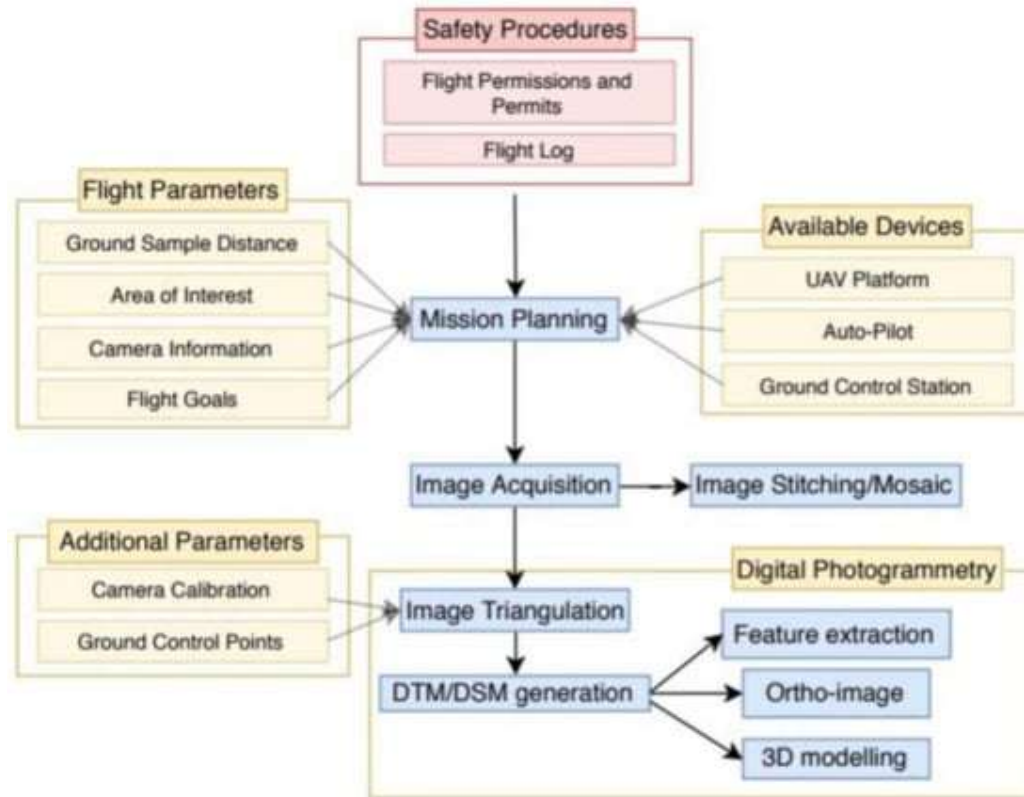 Safety Procedures
Flight Permissions and
Permits
Flight Log
Flight Parameters
Ground Sample Distance
Area of Interest
Camera Information
Flight Goals
Available Devices
UAV Platform
Auto-Pilot
Ground Control Station
Mission Planning
Image Acquisition
Image Stitching/Mosaic
Additional Parameters
Camera Calibration
Ground Control Points
Digital Photogrammetry
Image Triangulation
DTM/DSM generation
Feature extraction
Ortho-image
3D modelling